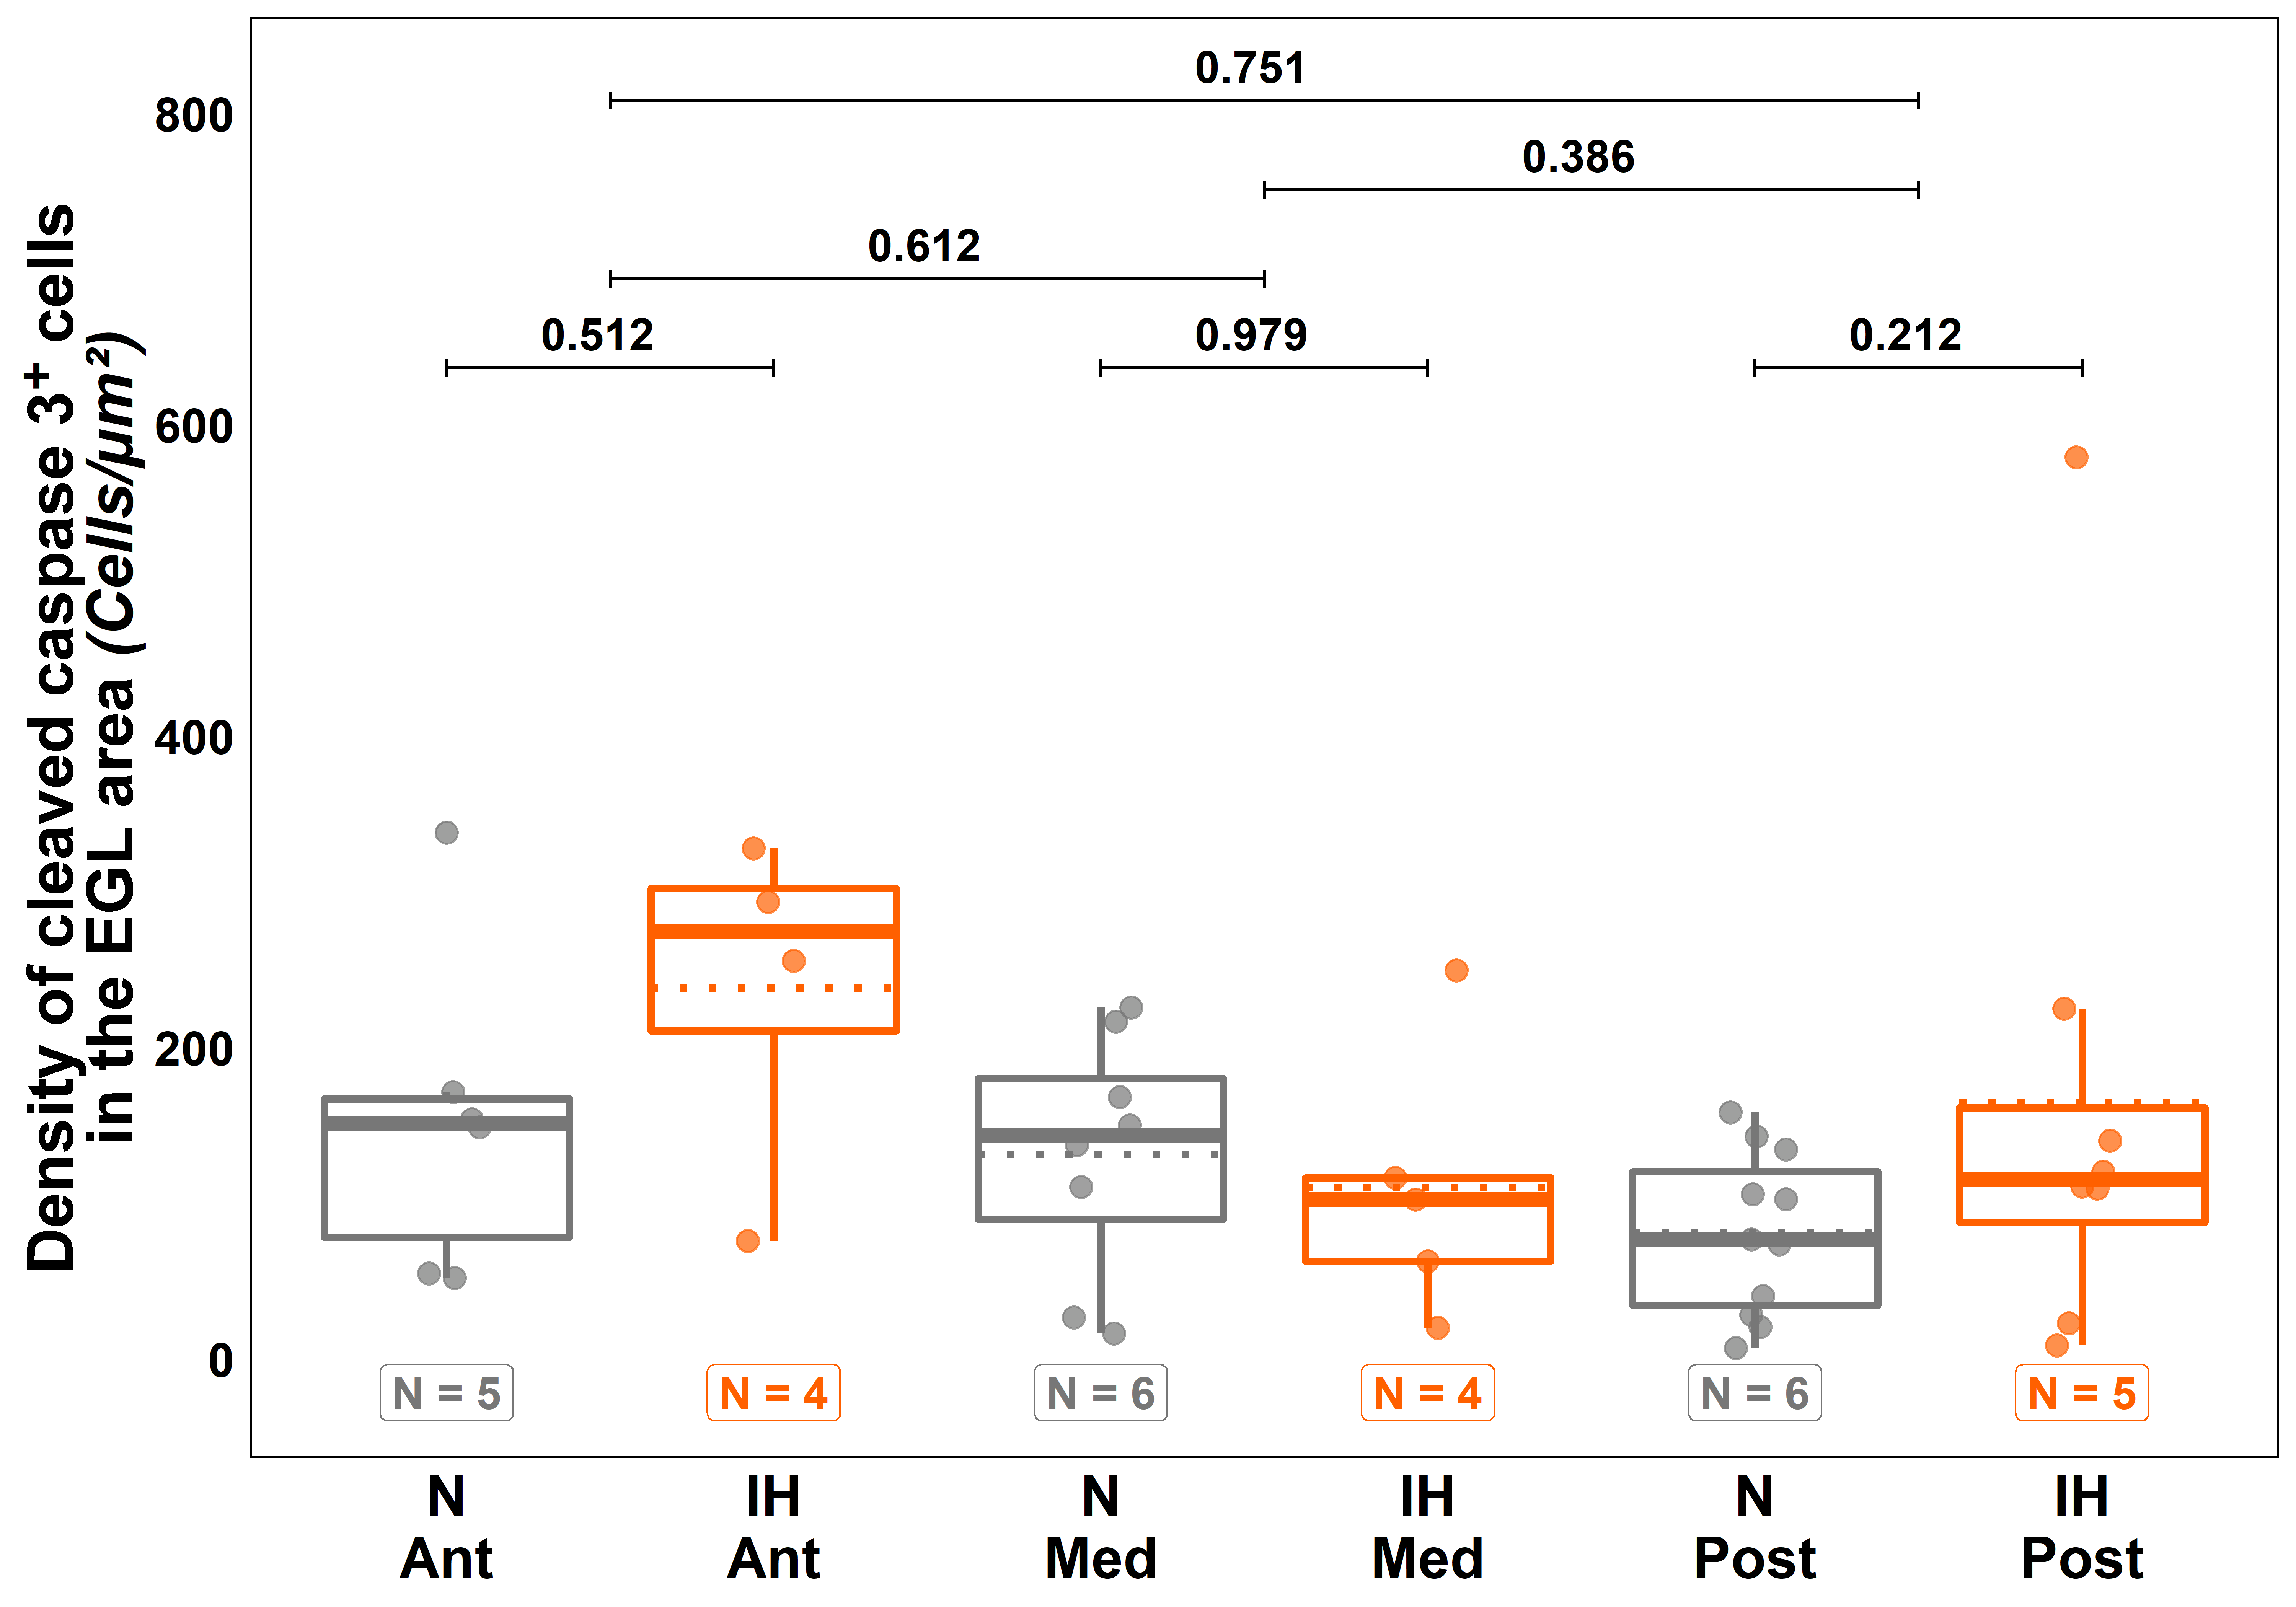 Density of cleaved caspase 3⁺ cells
in the EGL area (Cells/µm²)
800
600
400
200
0
0.751
0.386
0.612
0.512
0.979
0.212
N = 5
N = 4
N = 6
N = 4
N = 6
N = 5
N
Ant
IH
Ant
N
Med
IH
Med
N
Post
IH
Post